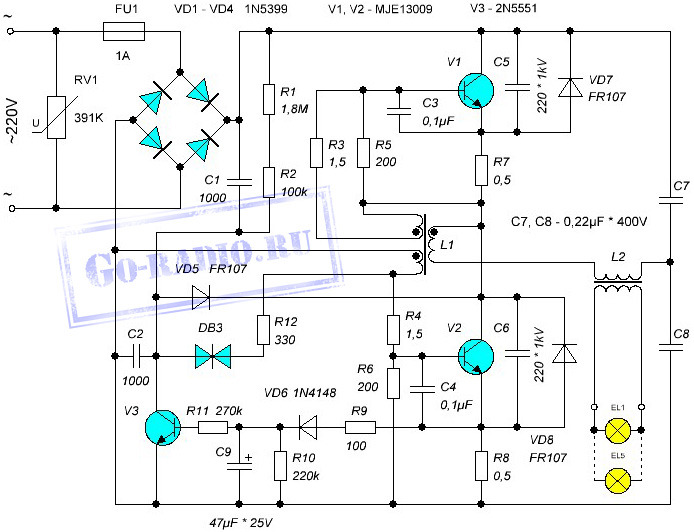 ~
FU1
VD1 - VD4 1N5399
V1, V2 - MJE13009
V3 - 2N5551
1A
RV1
391K
U
~220V
~
R1
1,8M
R2
100k
C1
1000
R3
1,5
R5
200
C3
0,1µF
V1
C5
220 * 1kV
VD7
FR107
R7
0,5
C7
C7, C8 - 0,22µF * 400V
L1
L2
GO-RADIO.RU
VD5 FR107
C2
1000
DB3
R12
330
R4
1,5
R6
200
V2
C6
220 * 1kV
C4
0,1µF
C8
VD8
FR107
V3
R11 270k
VD6 1N4148
R9
100
C9
+
47µF * 25V
R10
220k
R8
0,5
EL1
EL5